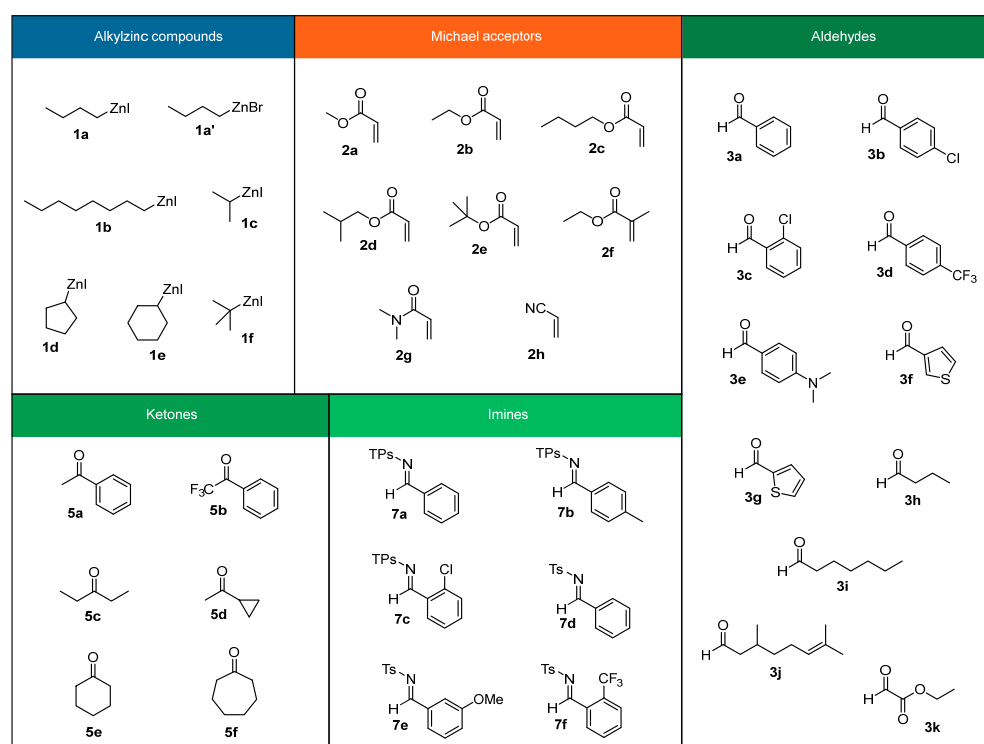 Alkylzinc compounds
Michael acceptors
Aldehydes
ZnI
1a
ZnBr
1a'
O
O
2a
O
O
2b
O
O
2c
O
H
3a
O
H
Cl
3b
ZnI
1b
ZnI
1c
O
O
2d
O
O
2e
O
O
2f
O
H
Cl
3c
O
H
CF3
3d
ZnI
1d
ZnI
1e
ZnI
1f
O
N
2g
NC
2h
O
H
N
3e
O
H
S
3f
Ketones
Imines
O
5a
O
F3C
5b
TPs
N
H
7a
TPs
N
H
7b
O
H
S
3g
O
H
3h
O
5c
O
5d
TPs
N
Cl
H
7c
Ts
N
H
7d
O
H
3i
O
5e
O
5f
Ts
N
H
OMe
7e
Ts
N
CF3
H
7f
O
H
3j
O
H
O
O
3k